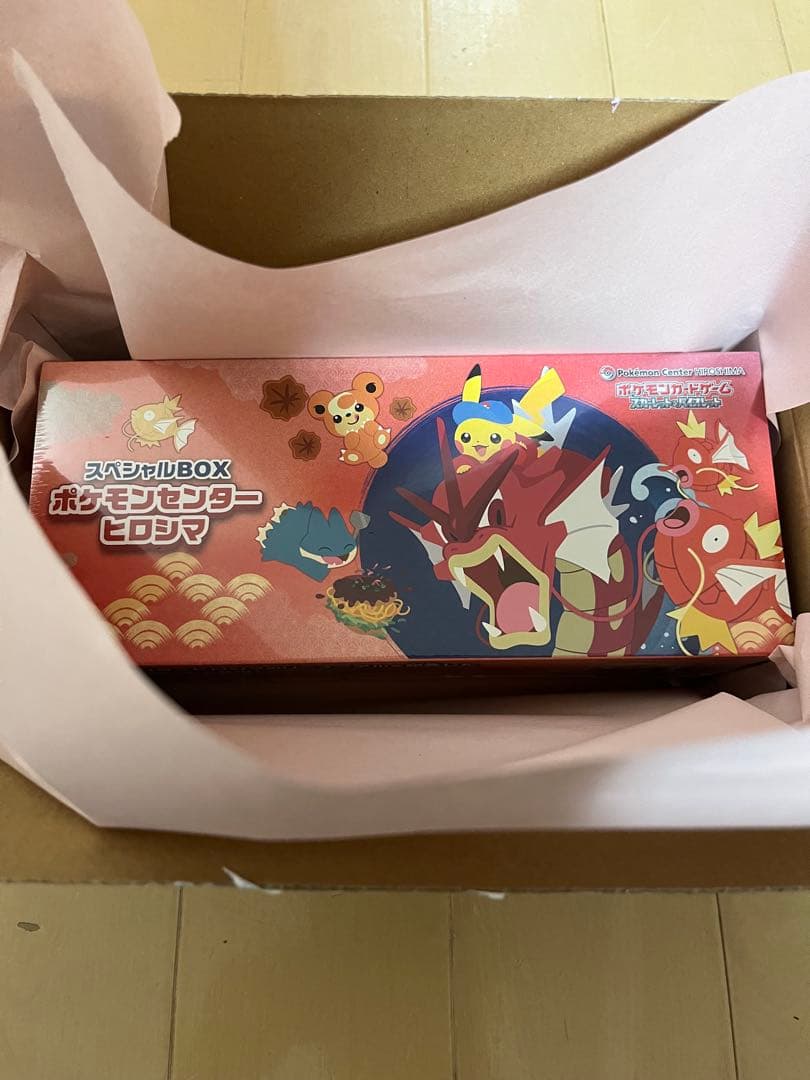 Pokémon Center HIROSHIMA
ポケモンカードゲーム
スカーレット&バイオレット
スペシャルBOX
ポケモンセンター
ヒロシマ